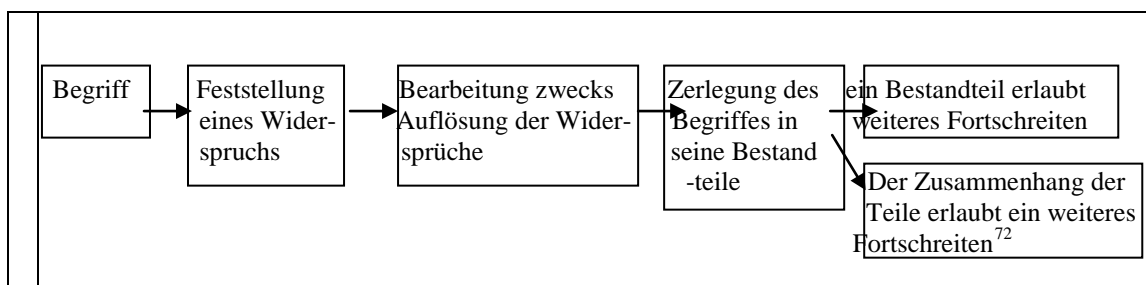 Begriff
Feststellung
eines Wider-
spruchs
Bearbeitung zwecks
Auflösung der Wider-
sprüche
Zerlegung des
Begriffes in
seine Bestand
-teile
ein Bestandteil erlaubt
weiteres Fortschreiten
Der Zusammenhang der
Teile erlaubt ein weiteres
Fortschreiten72